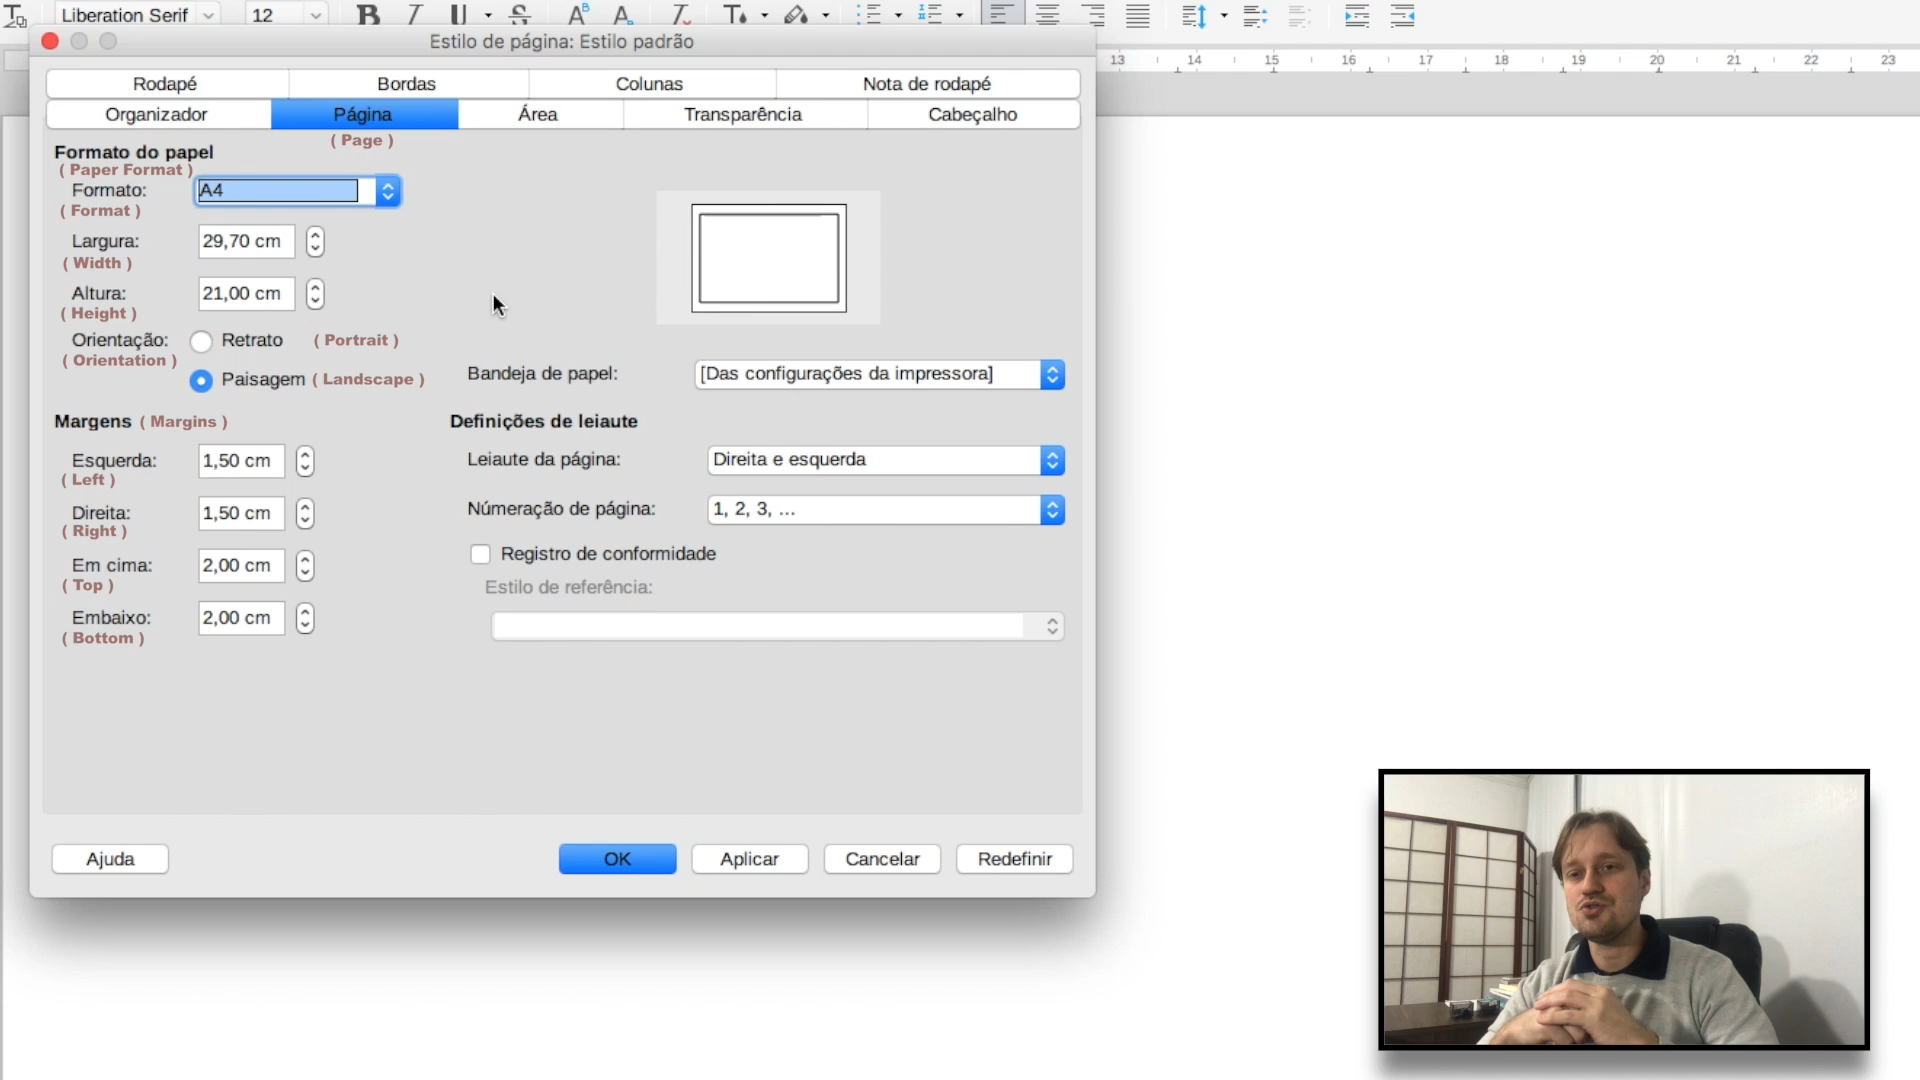 Liberation Serif 12
13 14 15 16 17 18 19 20 21 22 23
Estilo de página: Estilo padrão
Rodapé Bordas Colunas Nota de rodapé
Organizador Página Área Transparência Cabeçalho
( Page )
Formato do papel
( Paper Format )
Formato: A4
( Format )
Largura: 29,70 cm
( Width )
Altura: 21,00 cm
( Height )
Orientação: Retrato ( Portrait )
( Orientation )
Paisagem ( Landscape )
Bandeja de papel: [Das configurações da impressora]
Margens ( Margins )
Definições de leiaute
Esquerda: 1,50 cm
( Left )
Leiaute da página: Direita e esquerda
Direita: 1,50 cm
( Right )
Númeração de página: 1, 2, 3, ...
Em cima: 2,00 cm
( Top )
Registro de conformidade
Estilo de referência:
Embaixo: 2,00 cm
( Bottom )
Ajuda OK Aplicar Cancelar Redefinir